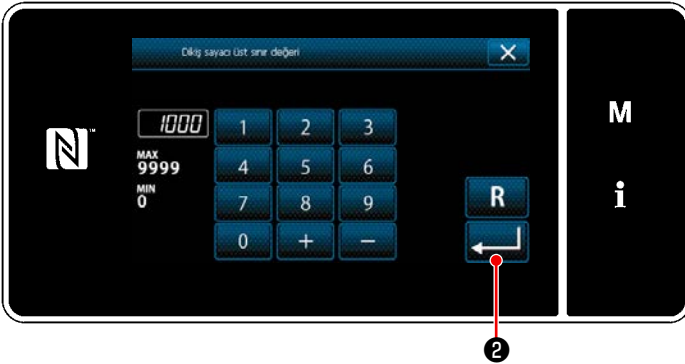 Dikiş sayacı üst sınır değeri
M
1000
1 2 3
MAX
9999
4 5 6
MIN
0
7 8 9
R
i
0 + −
❷